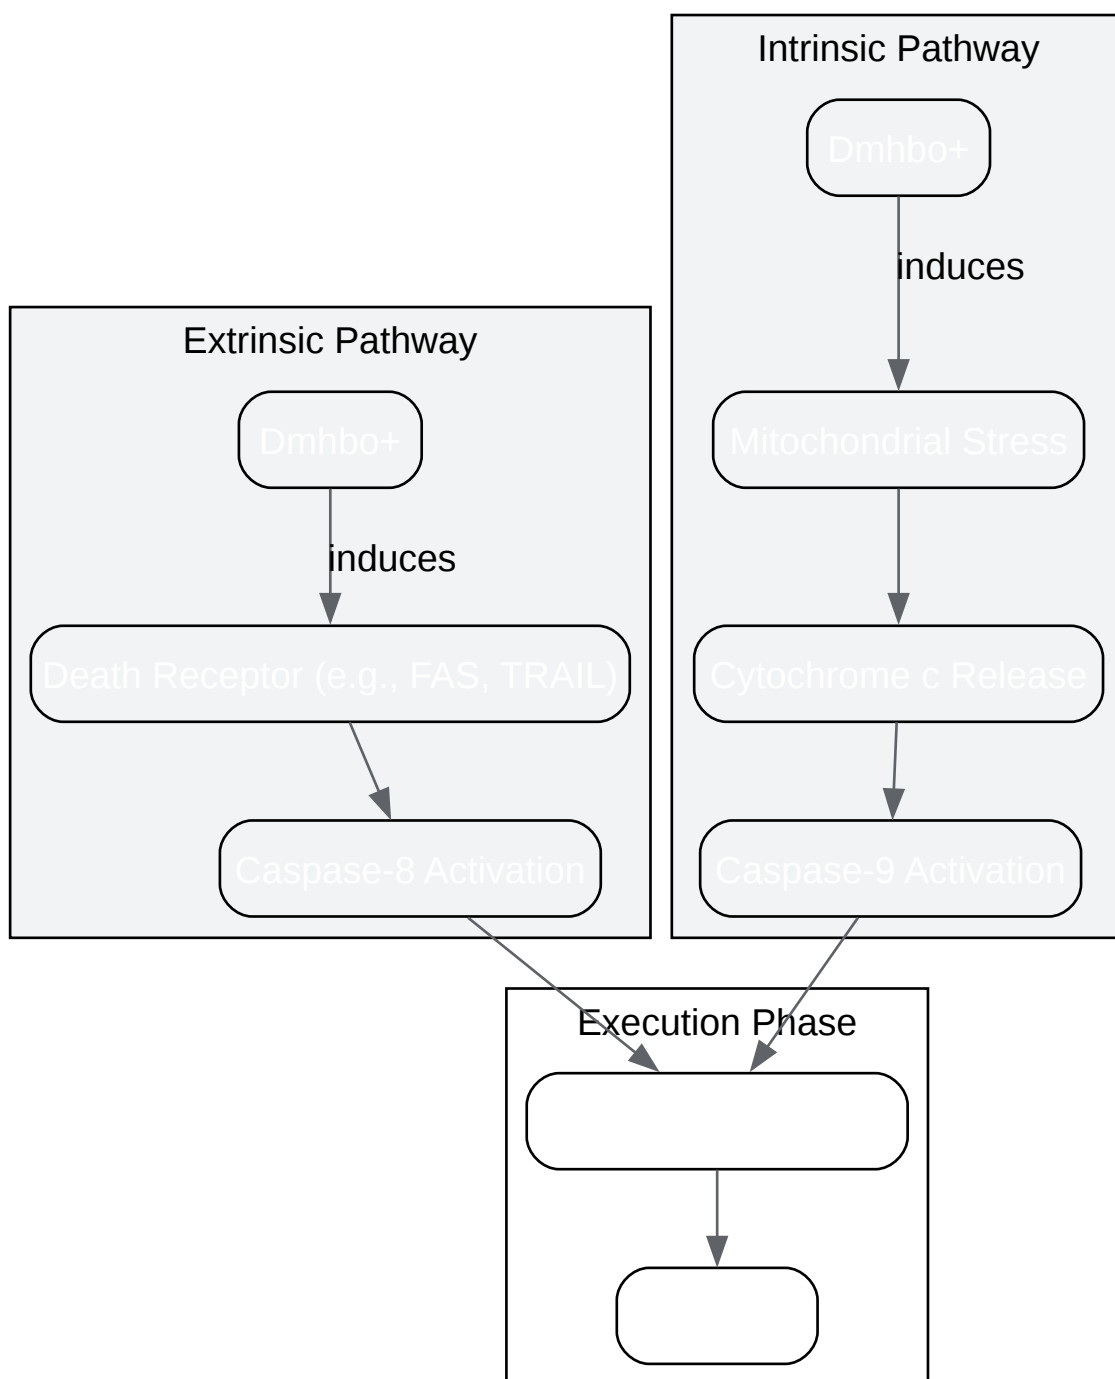 Intrinsic Pathway
Dmhbo+
induces
Extrinsic Pathway
Dmhbo+
Mitochondrial Stress
induces
Death Receptor (e.g., FAS, TRAIL)
Cytochrome c Release
Caspase-8 Activation
Caspase-9 Activation
Execution Phase